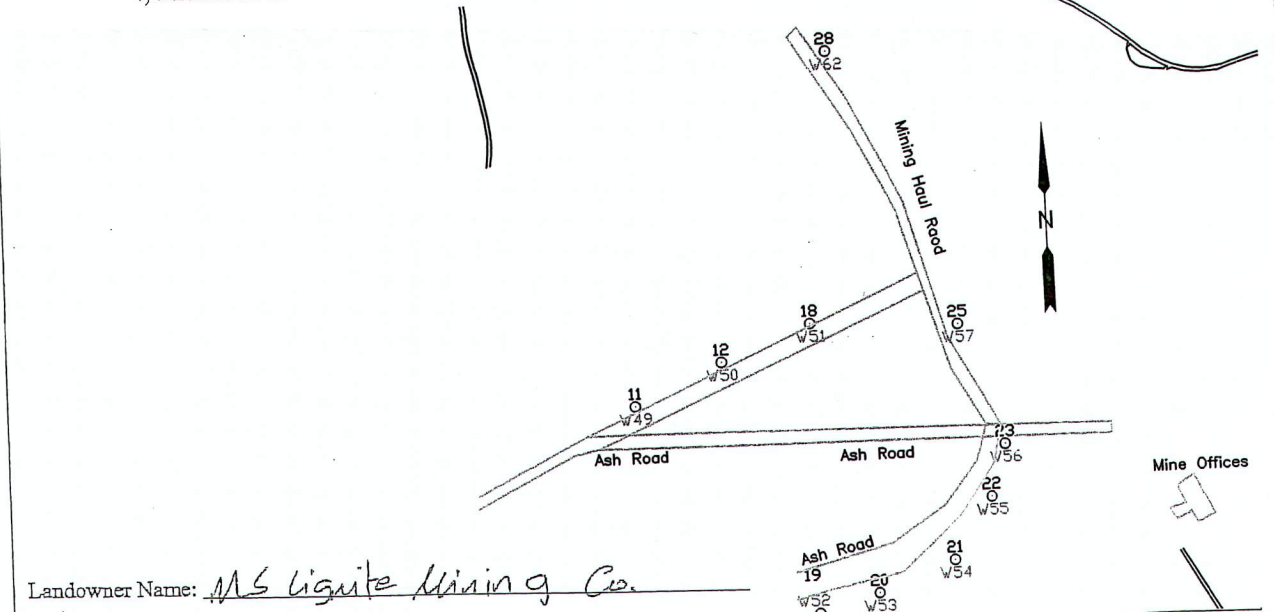 28
W62
Mining Haul Raod
N
18
W51
25
W57
12
W50
11
W49
23
W56
Ash Road
Ash Road
Mine Offices
22
W55
21
W54
Ash Road
19
W52
20
W53
Landowner Name: MS Lignite Mining Co.